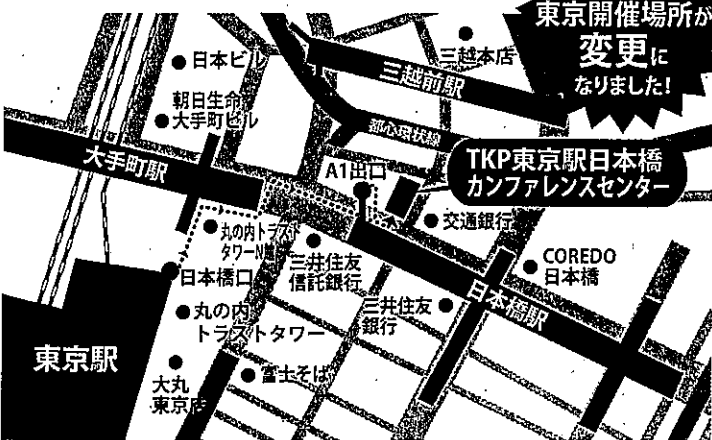 東京開催場所が
変更に
なりました!
日本ビル
三越本店
三越前駅
朝日生命
大手町ビル
都心環状線
大手町駅
A1出口
TKP東京駅日本橋
カンファレンスセンター
交通銀行
丸の内トラスト
タワーN館
三井住友
信託銀行
COREDO
日本橋
日本橋口
日本橋駅
三井住友
銀行
丸の内
トラストタワー
東京駅
富士そば
大丸
東京店